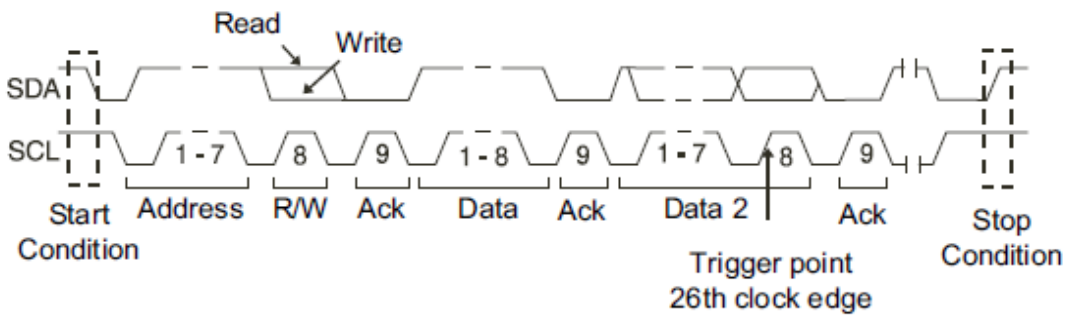 Read
Write
SDA
SCL
1 - 7
8
9
1 - 8
9
1 - 7
8
9
Start
Condition
Address
R/W
Ack
Data
Ack
Data 2
Ack
Stop
Condition
Trigger point
26th clock edge